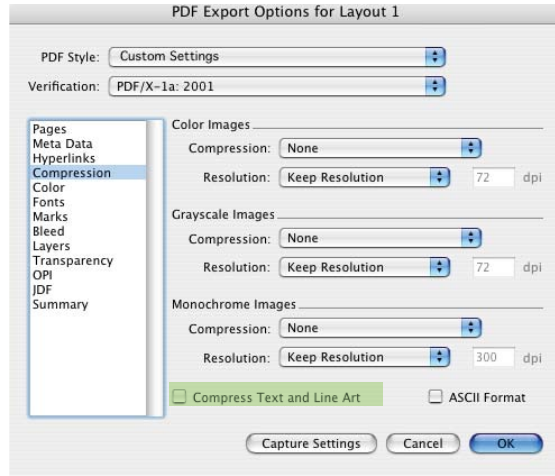 PDF Export Options for Layout 1
PDF Style: Custom Settings
Verification: PDF/X-1a: 2001
Pages
Meta Data
Hyperlinks
Compression
Color
Fonts
Marks
Bleed
Layers
Transparency
OPI
JDF
Summary
Color Images
Compression: None
Resolution: Keep Resolution 72 dpi
Grayscale Images
Compression: None
Resolution: Keep Resolution 72 dpi
Monochrome Images
Compression: None
Resolution: Keep Resolution 300 dpi
Compress Text and Line Art ASCII Format
Capture Settings Cancel OK